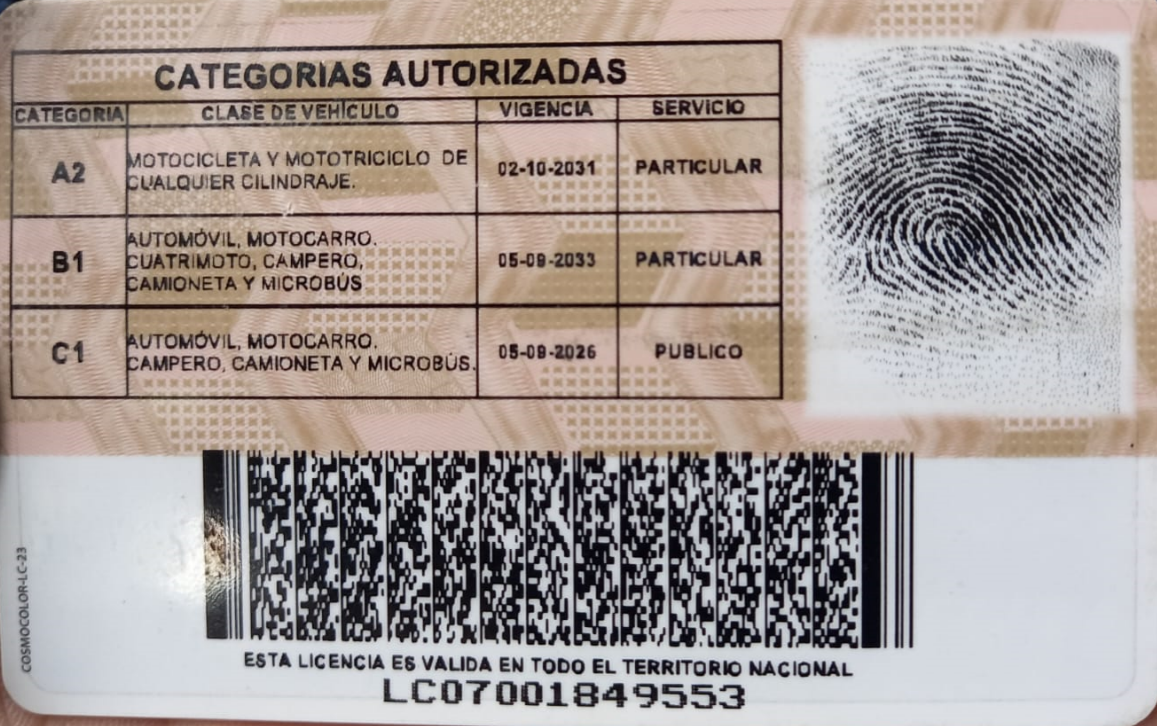 CATEGORIAS AUTORIZADAS
CATEGORIA CLASE DE VEHÍCULO VIGENCIA SERVICIO
A2 MOTOCICLETA Y MOTOTRICICLO DE
CUALQUIER CILINDRAJE. 02-10-2031 PARTICULAR
B1 AUTOMÓVIL, MOTOCARRO.
CUATRIMOTO, CAMPERO,
CAMIONETA Y MICROBÚS 05-09-2033 PARTICULAR
C1 AUTOMÓVIL, MOTOCARRO.
CAMPERO, CAMIONETA Y MICROBÚS. 05-09-2026 PUBLICO
COSMOCOLOR-LC-23
ESTA LICENCIA ES VALIDA EN TODO EL TERRITORIO NACIONAL
LC07001849553